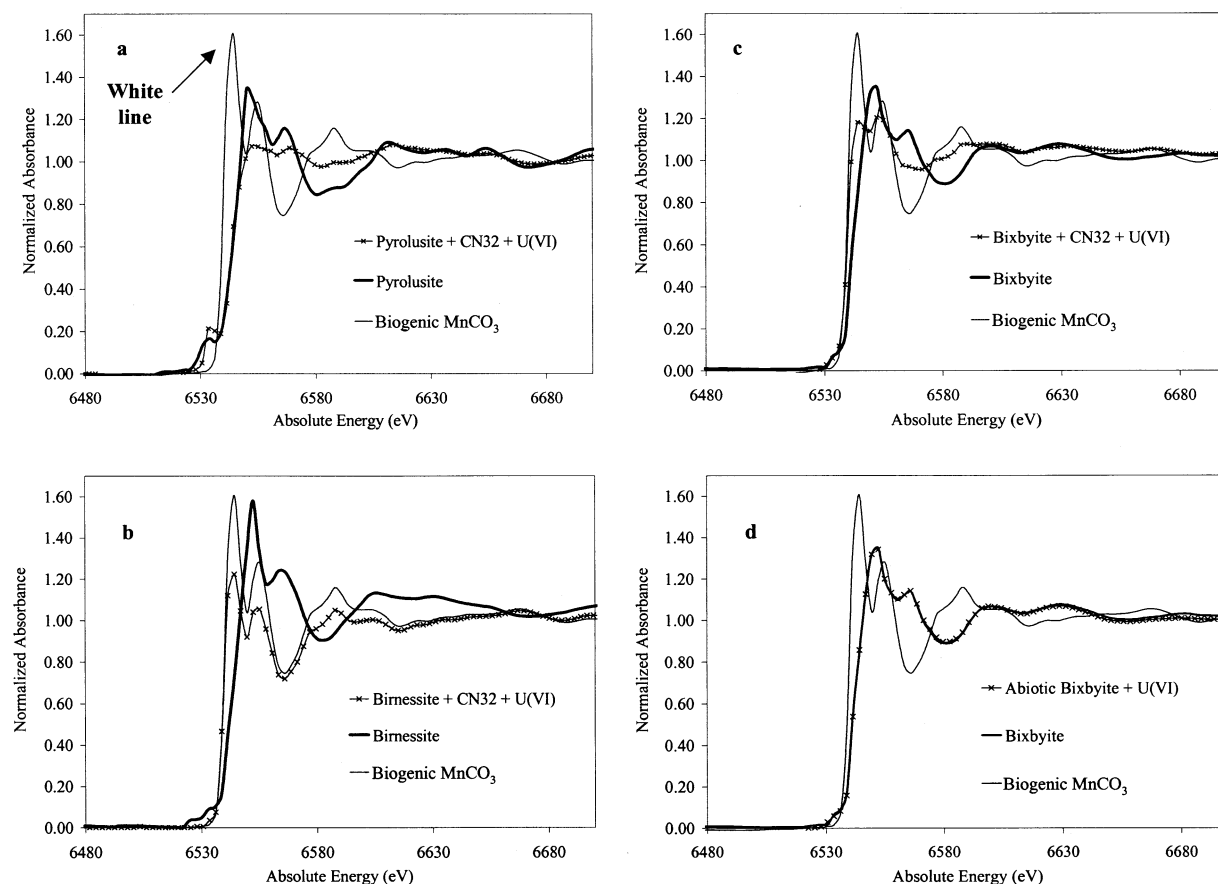 a
White
line
Normalized Absorbance
1.60
1.40
1.20
1.00
0.80
0.60
0.40
0.20
0.00
Pyrolusite + CN32 + U(VI)
Pyrolusite
Biogenic MnCO3
6480 6530 6580 6630 6680
Absolute Energy (eV)
c
Normalized Absorbance
1.60
1.40
1.20
1.00
0.80
0.60
0.40
0.20
0.00
Bixbyite + CN32 + U(VI)
Bixbyite
Biogenic MnCO3
6480 6530 6580 6630 6680
Absolute Energy (eV)
b
Normalized Absorbance
1.60
1.40
1.20
1.00
0.80
0.60
0.40
0.20
0.00
Birnessite + CN32 + U(VI)
Birnessite
Biogenic MnCO3
6480 6530 6580 6630 6680
Absolute Energy (eV)
d
Normalized Absorbance
1.60
1.40
1.20
1.00
0.80
0.60
0.40
0.20
0.00
Abiotic Bixbyite + U(VI)
Bixbyite
Biogenic MnCO3
6480 6530 6580 6630 6680
Absolute Energy (eV)